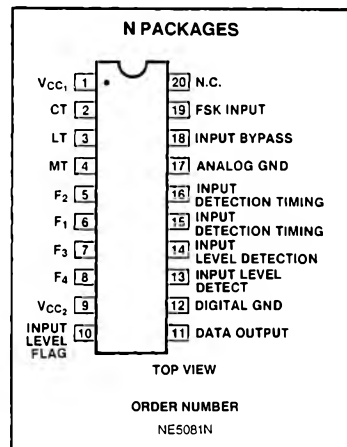 N PACKAGES
VCC1 1 20 N.C.
CT 2 19 FSK INPUT
LT 3 18 INPUT BYPASS
MT 4 17 ANALOG GND
F2 5 16 INPUT DETECTION TIMING
F1 6 15 INPUT DETECTION TIMING
F3 7 14 INPUT LEVEL DETECTION
F4 8 13 INPUT LEVEL DETECT
VCC2 9 12 DIGITAL GND
INPUT LEVEL FLAG 10 11 DATA OUTPUT
TOP VIEW
ORDER NUMBER
NE5081N